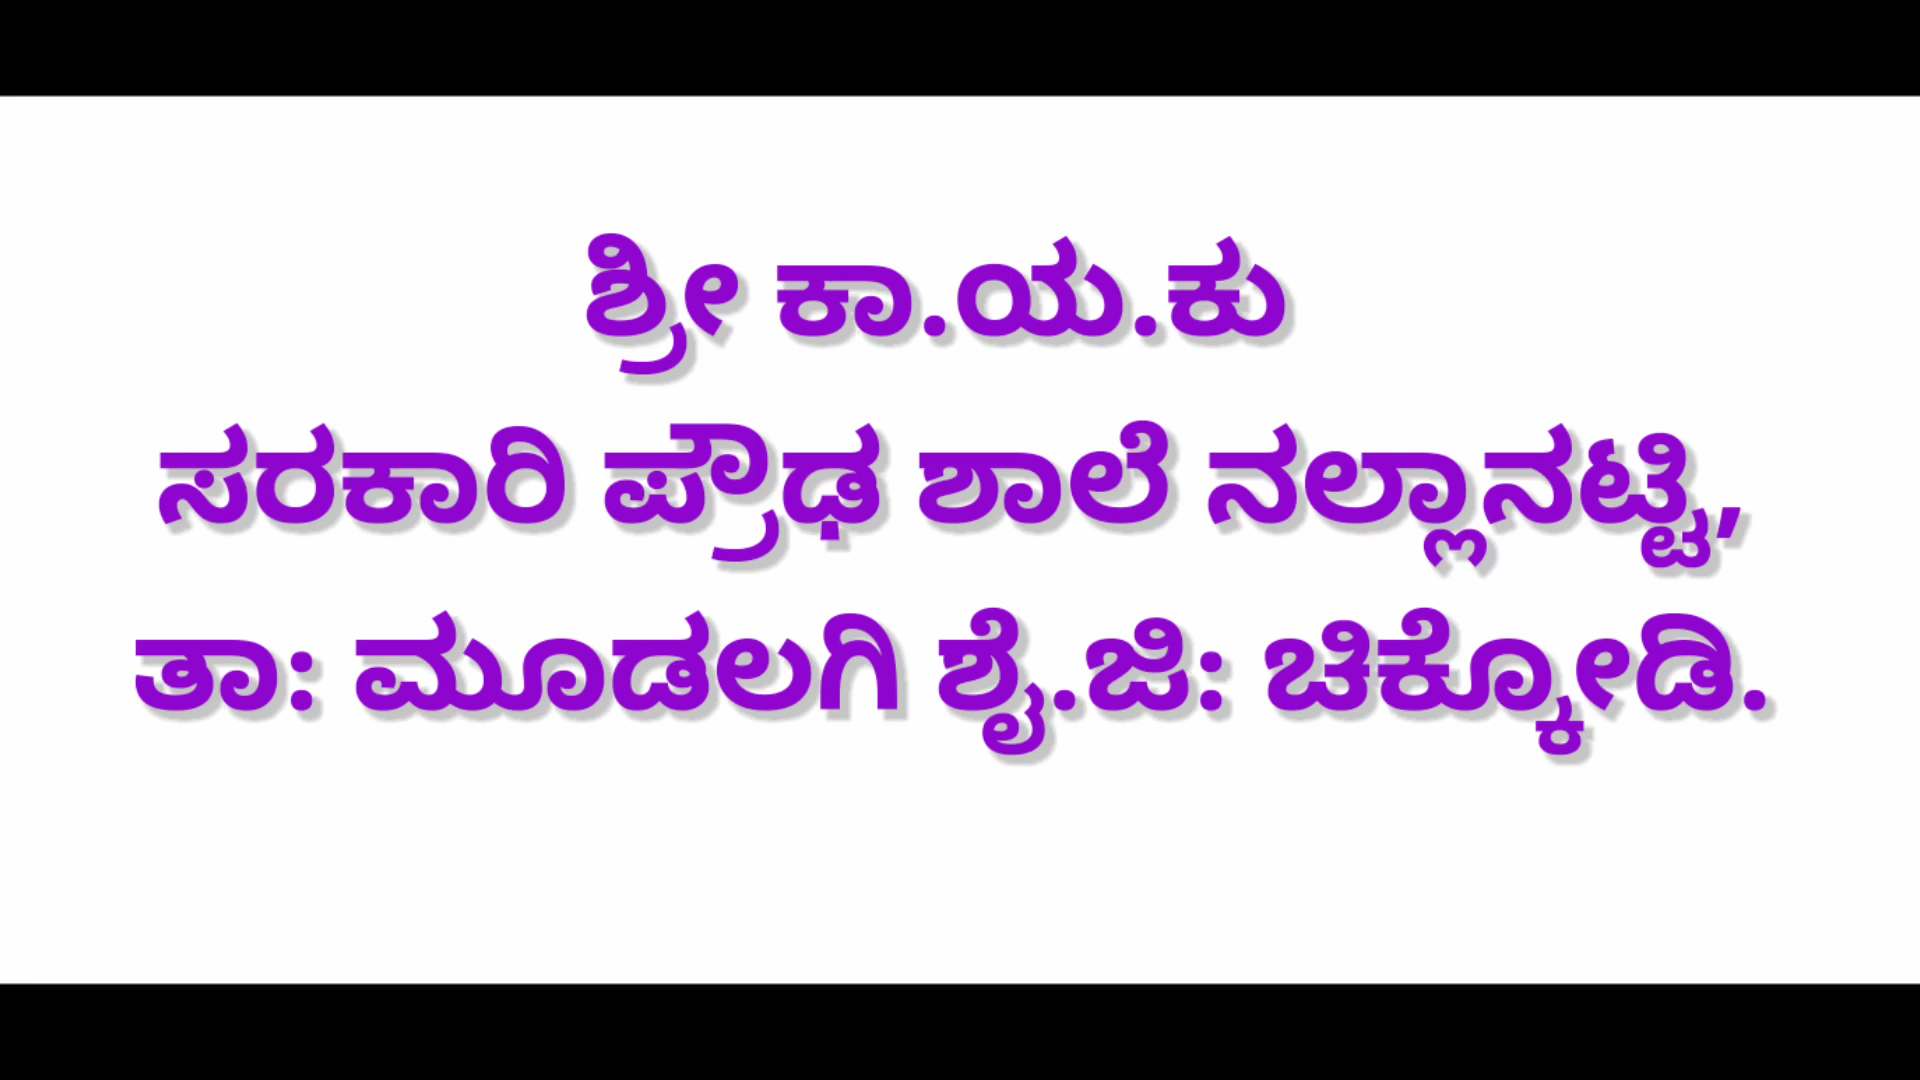 ಶ್ರೀ ಕಾ.ಯ.ಕು
ಸರಕಾರಿ ಪ್ರೌಢ ಶಾಲೆ ನಲ್ಲಾನಟ್ಟಿ,
ತಾ: ಮೂಡಲಗಿ ಶೈ.ಜಿ: ಚಿಕ್ಕೋಡಿ.